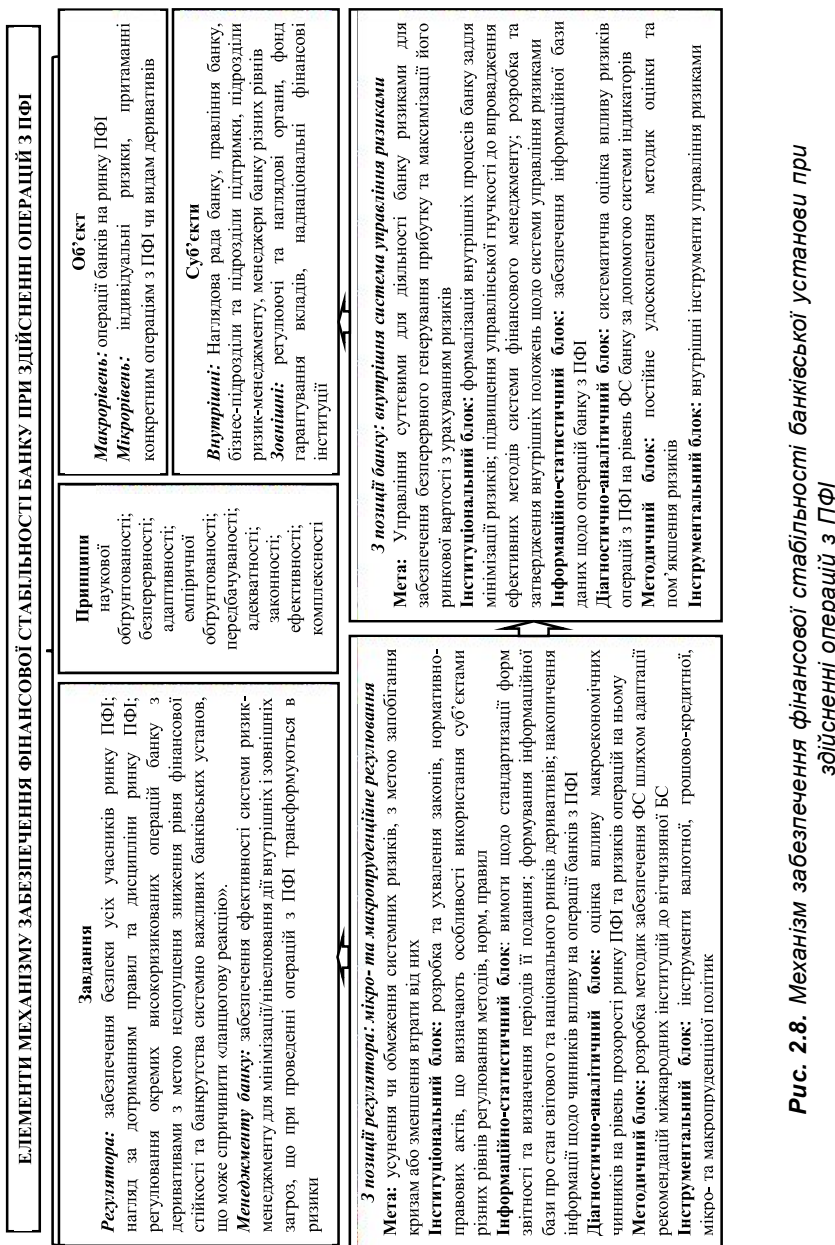 ЕЛЕМЕНТИ МЕХАНІЗМУ ЗАБЕЗПЕЧЕННЯ ФІНАНСОВОЇ СТАБІЛЬНОСТІ БАНКУ ПРИ ЗДІЙСНЕННІ ОПЕРАЦІЙ З ПФІ
Завдання
Регулятора: забезпечення безпеки усіх учасників ринку ПФІ;
нагляд за дотриманням правил та дисципліни ринку ПФІ;
регулювання окремих високоризикованих операцій банку з
деривативами з метою недопущення зниження рівня фінансової
стійкості та банкрутства системно важливих банківських установ,
що може спричинити «ланцюгову реакцію».
Менеджменту банку: забезпечення ефективності системи ризик-
менеджменту для мінімізації/нівелювання дії внутрішніх і зовнішніх
загроз, що при проведенні операцій з ПФІ трансформуються в
ризики
Принципи
наукової
обґрунтованості;
безперервності;
адаптивності;
емпіричної
обґрунтованості;
передбачуваності;
адекватності;
законності;
ефективності;
комплексності
Об’єкт
Макрорівень: операції банків на ринку ПФІ
Мікрорівень: індивідуальні ризики, притаманні
конкретним операціям з ПФІ чи видам деривативів
Суб’єкти
Внутрішні: Наглядова рада банку, правління банку,
бізнес-підрозділи та підрозділи підтримки, підрозділи
ризик-менеджменту, менеджери банку різних рівнів
Зовнішні: регулюючі та наглядові органи, фонд
гарантування вкладів, наднаціональні фінансові
інституції
З позиції регулятора: мікро- та макропруденційне регулювання
Мета: усунення чи обмеження системних ризиків, з метою запобігання
кризам або зменшення втрати від них
Інституціональний блок: розробка та ухвалення законів, нормативно-
правових актів, що визначають особливості використання суб’єктами
різних рівнів регулювання методів, норм, правил
Інформаційно-статистичний блок: вимоги щодо стандартизації форм
звітності та визначення періодів її подання; формування інформаційної
бази про стан світового та національного ринків деривативів; накопичення
інформації щодо чинників впливу на операції банків з ПФІ
Діагностично-аналітичний блок: оцінка впливу макроекономічних
чинників на рівень прозорості ринку ПФІ та ризиків операцій на ньому
Методичний блок: розробка методик забезпечення ФС шляхом адаптації
рекомендацій міжнародних інституцій до вітчизняної БС
Інструментальний блок: інструменти валютної, грошово-кредитної,
мікро- та макропруденційної політик
З позиції банку: внутрішня система управління ризиками
Мета: Управління суттєвими для діяльності банку ризиками для
забезпечення безперервного генерування прибутку та максимізації його
ринкової вартості з урахуванням ризиків
Інституціональний блок: формалізація внутрішніх процесів банку задля
мінімізації ризиків; підвищення управлінської гнучкості до впровадження
ефективних методів системи фінансового менеджменту; розробка та
затвердження внутрішніх положень щодо системи управління ризиками
Інформаційно-статистичний блок: забезпечення інформаційної бази
даних щодо операцій банку з ПФІ
Діагностично-аналітичний блок: систематична оцінка впливу ризиків
операцій з ПФІ на рівень ФС банку за допомогою системи індикаторів
Методичний блок: постійне удосконелення методик оцінки та
пом’якшення ризиків
Інструментальний блок: внутрішні інструменти управління ризиками
Рис. 2.8. Механізм забезпечення фінансової стабільності банківської установи при
здійсненні операцій з ПФІ